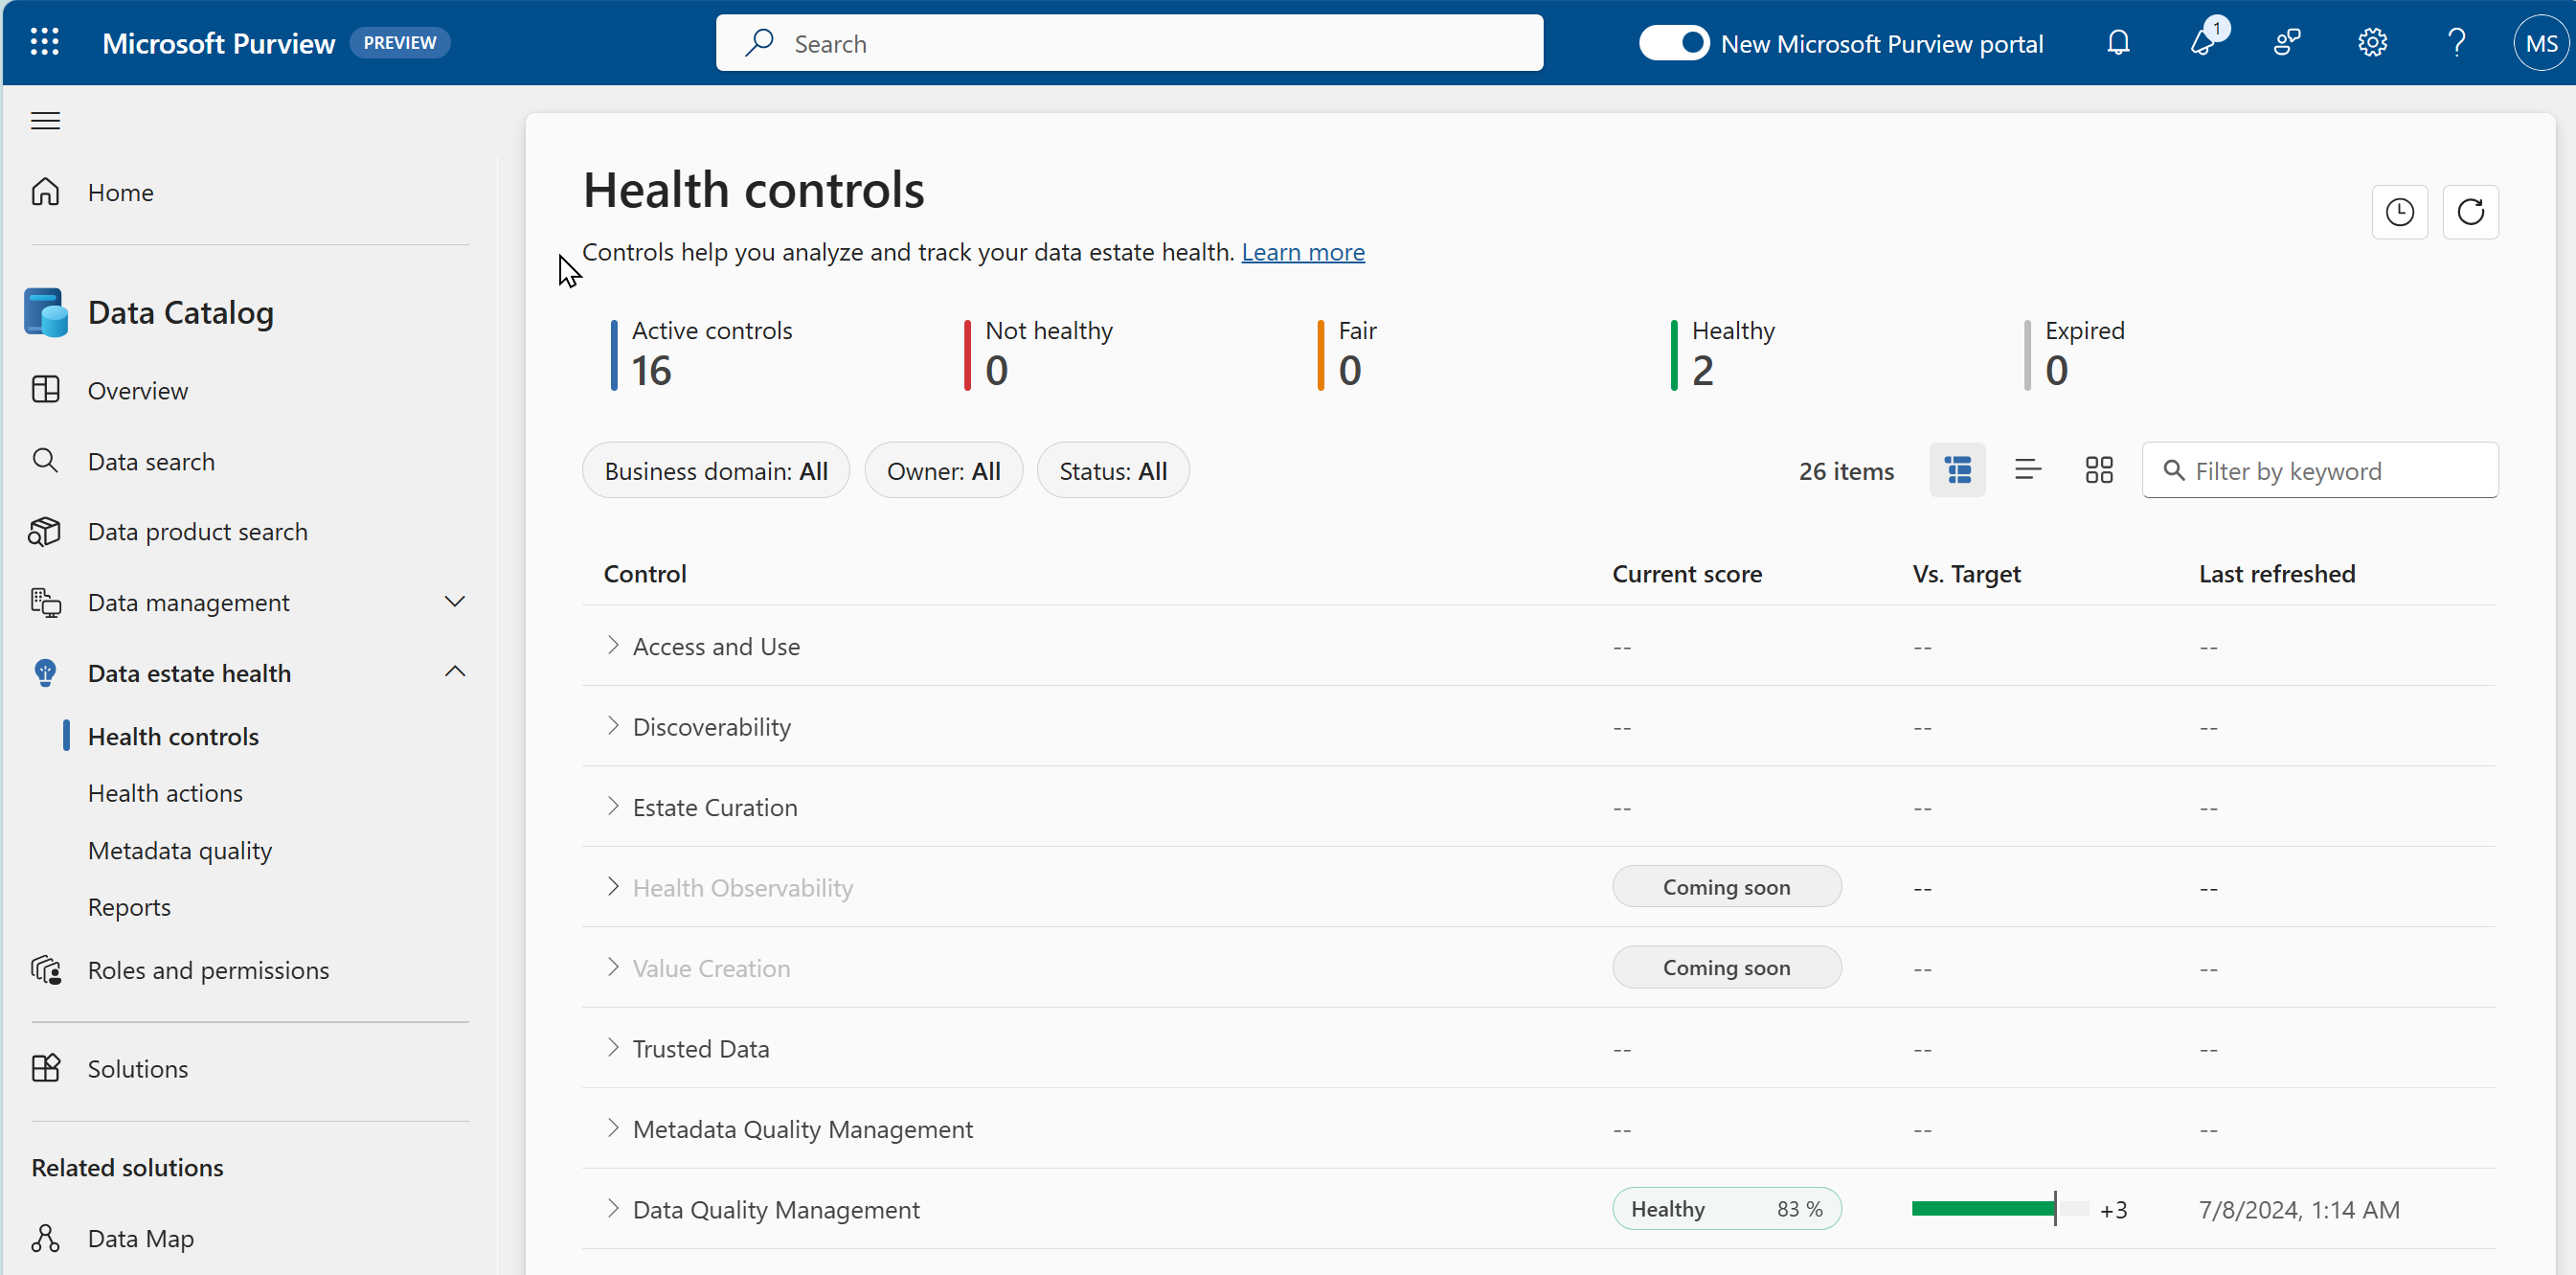 Microsoft Purview PREVIEW
Search
New Microsoft Purview portal
1
MS
Home
Data Catalog
Overview
Data search
Data product search
Data management
Data estate health
Health controls
Health actions
Metadata quality
Reports
Roles and permissions
Solutions
Related solutions
Data Map
Health controls
Controls help you analyze and track your data estate health. Learn more
Active controls
16
Not healthy
0
Fair
0
Healthy
2
Expired
0
Business domain: All
Owner: All
Status: All
26 items
Filter by keyword
Control Current score Vs. Target Last refreshed
Access and Use -- -- --
Discoverability -- -- --
Estate Curation -- -- --
Health Observability Coming soon -- --
Value Creation Coming soon -- --
Trusted Data -- -- --
Metadata Quality Management -- -- --
Data Quality Management Healthy 83 % +3 7/8/2024, 1:14 AM